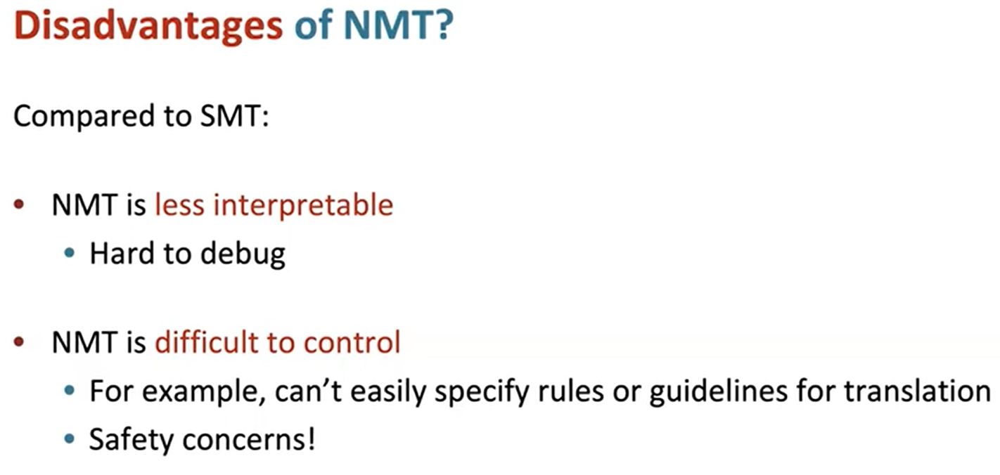 Disadvantages of NMT?
Compared to SMT:
• NMT is less interpretable
• Hard to debug
• NMT is difficult to control
• For example, can’t easily specify rules or guidelines for translation
• Safety concerns!